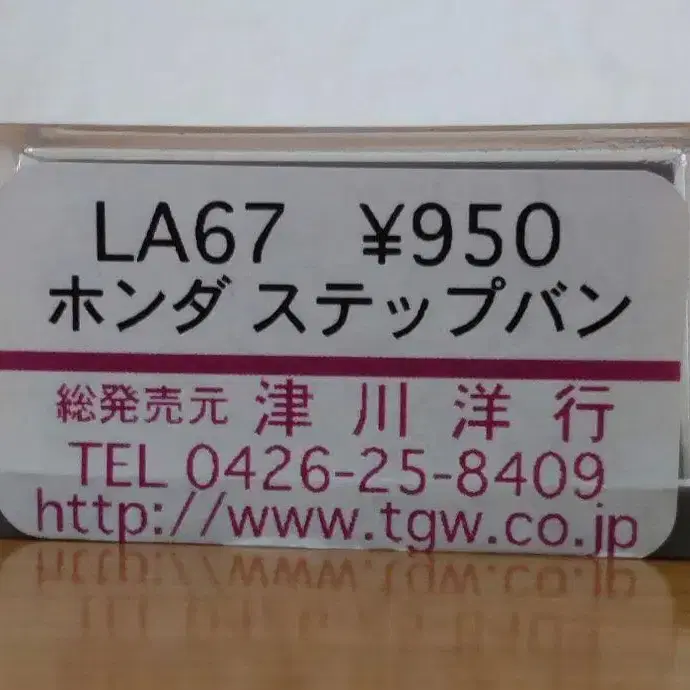 LA67 ¥950
ホンダ ステップバン
総発売元 津川洋行
TEL 0426-25-8409
http://www.tgw.co.jp